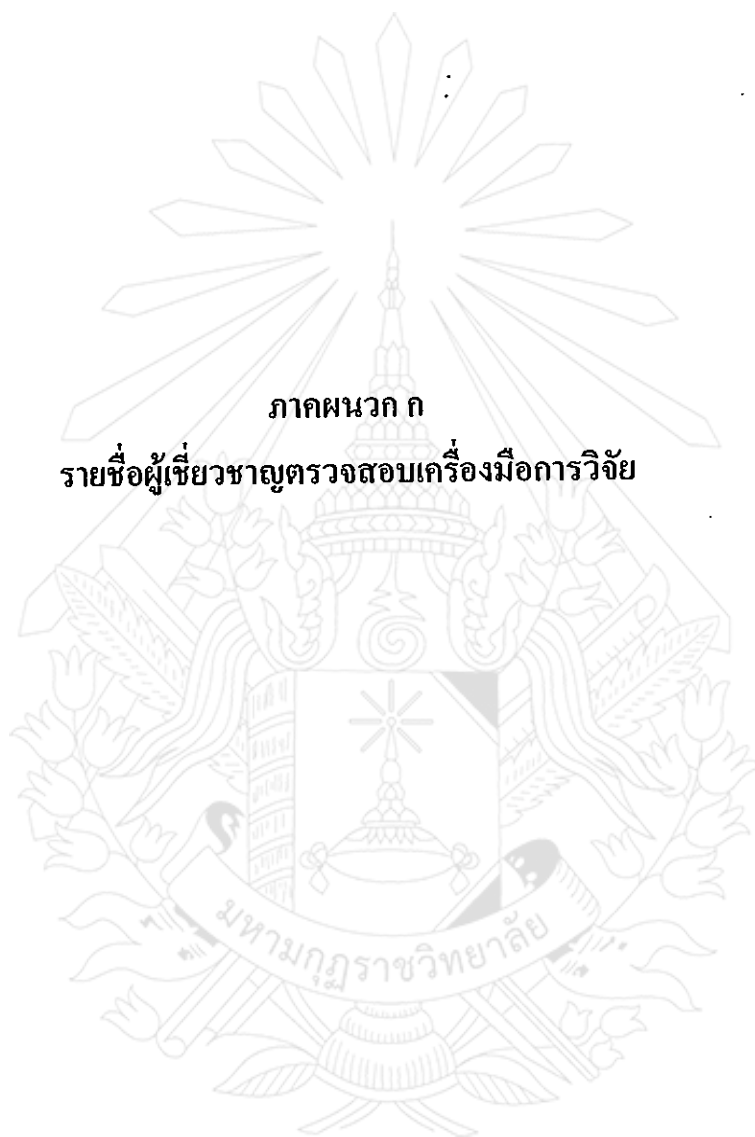 ภาคผนวก ค
รายชื่อผู้เชี่ยวชาญตรวจสอบเครื่องมือการวิจัย
มหามกุฏราชวิทยาลัย